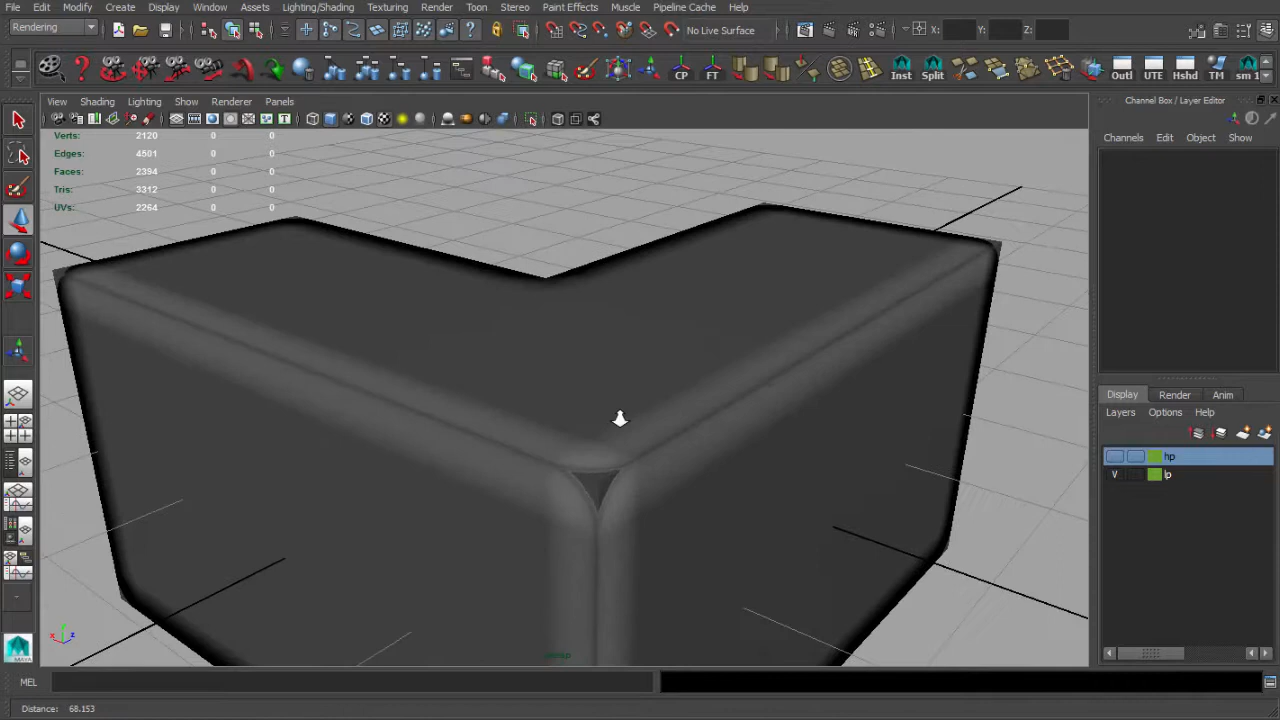 File Edit Modify Create Display Window Assets Lighting/Shading Texturing Render Toon Stereo Paint Effects Muscle Pipeline Cache Help
Rendering No Live Surface X: Y: Z:
CP FT Inst Split Outl UTE Hshd TM sm 1
View Shading Lighting Show Renderer Panels
Channel Box / Layer Editor
Channels Edit Object Show
Verts: 2120 0 0
Edges: 4501 0 0
Faces: 2394 0 0
Tris: 3312 0 0
UVs: 2264 0 0
Display Render Anim
Layers Options Help
hp
V lp
persp
MAYA
MEL
Distance: 68.153